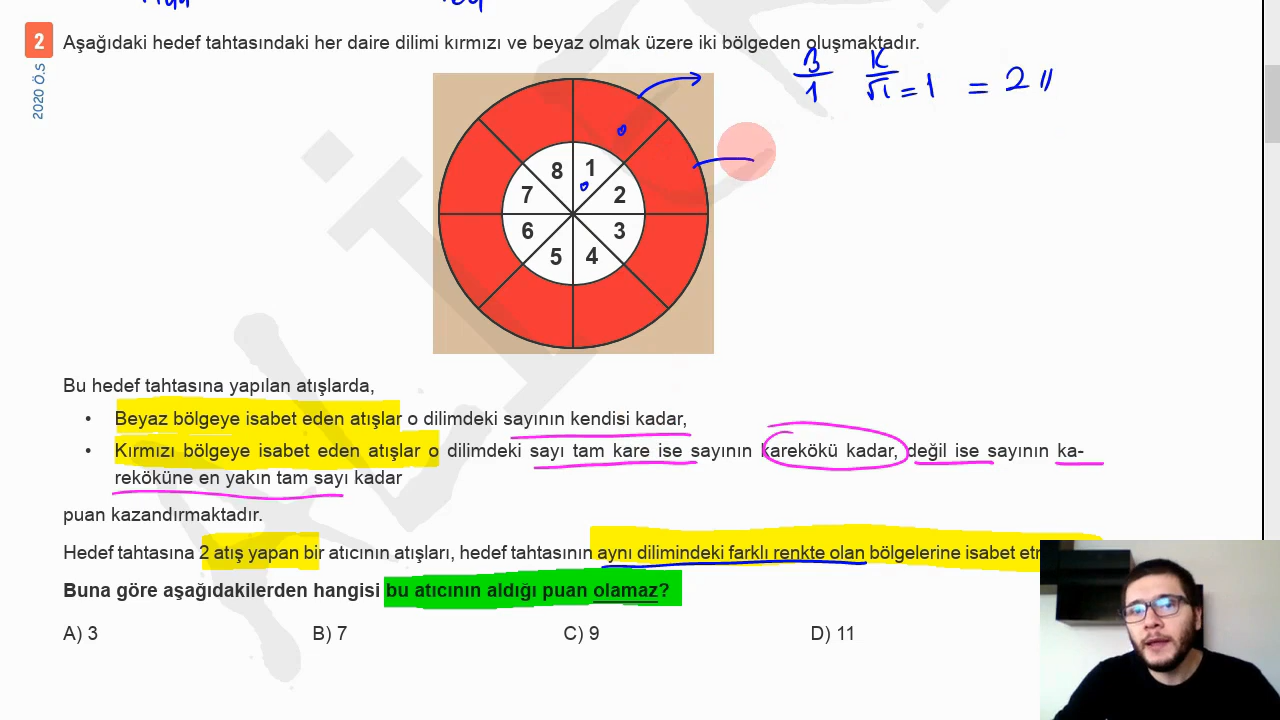 2
2020 Ö.S
Aşağıdaki hedef tahtasındaki her daire dilimi kırmızı ve beyaz olmak üzere iki bölgeden oluşmaktadır.
B K
1 √1 = 1 = 2 //
8 1
7 2
6 3
5 4
Bu hedef tahtasına yapılan atışlarda,
• Beyaz bölgeye isabet eden atışlar o dilimdeki sayının kendisi kadar,
• Kırmızı bölgeye isabet eden atışlar o dilimdeki sayı tam kare ise sayının karekökü kadar, değil ise sayının ka-
reköküne en yakın tam sayı kadar
puan kazandırmaktadır.
Hedef tahtasına 2 atış yapan bir atıcının atışları, hedef tahtasının aynı dilimindeki farklı renkte olan bölgelerine isabet
Buna göre aşağıdakilerden hangisi bu atıcının aldığı puan olamaz?
A) 3 B) 7 C) 9 D) 11